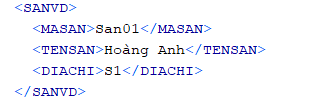 <SANVD>
<MASAN>San01</MASAN>
<TENSAN>Hoàng Anh</TENSAN>
<DIACHI>S1</DIACHI>
</SANVD>